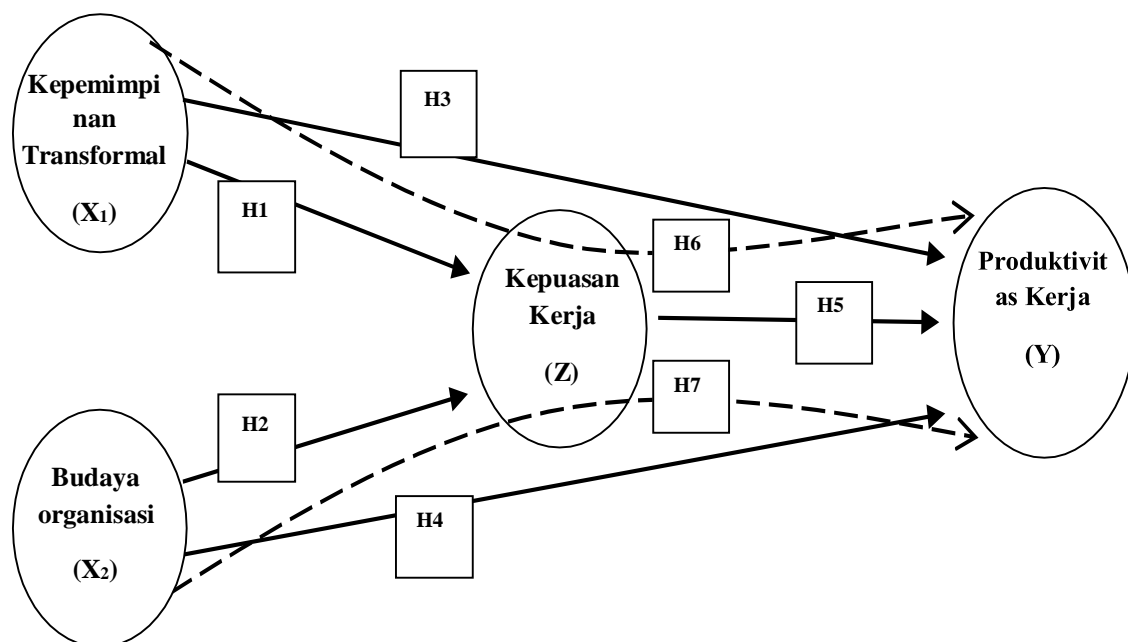 Kepemimpi
nan
Transformal
(X1)
H3
H1
H6
Kepuasan
Kerja
(Z)
H5
Produktivit
as Kerja
(Y)
H2
H7
Budaya
organisasi
(X2)
H4